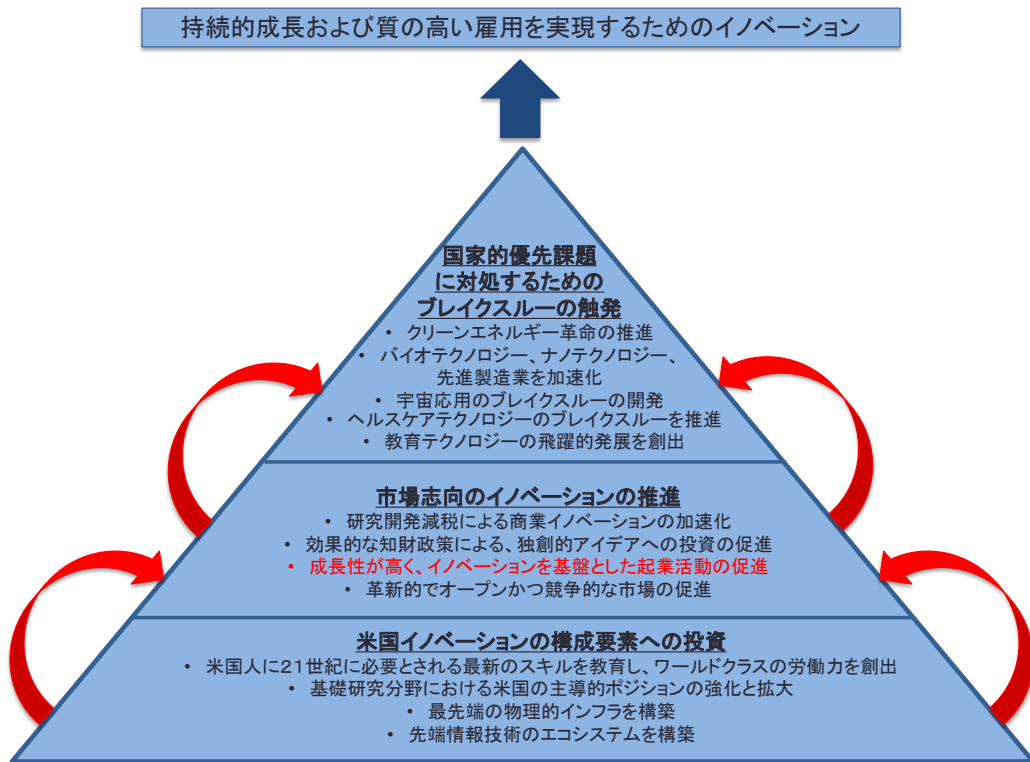 持続的成長および質の高い雇用を実現するためのイノベーション
国家的優先課題
に対処するための
ブレイクスルーの触発
• クリーンエネルギー革命の推進
• バイオテクノロジー、ナノテクノロジー、
先進製造業を加速化
• 宇宙応用のブレイクスルーの開発
• ヘルスケアテクノロジーのブレイクスルーを推進
• 教育テクノロジーの飛躍的発展を創出
市場志向のイノベーションの推進
• 研究開発減税による商業イノベーションの加速化
• 効果的な知財政策による、独創的アイデアへの投資の促進
• 成長性が高く、イノベーションを基盤とした起業活動の促進
• 革新的でオープンかつ競争的な市場の促進
米国イノベーションの構成要素への投資
• 米国人に21世紀に必要とされる最新のスキルを教育し、ワールドクラスの労働力を創出
• 基礎研究分野における米国の主導的ポジションの強化と拡大
• 最先端の物理的インフラを構築
• 先端情報技術のエコシステムを構築